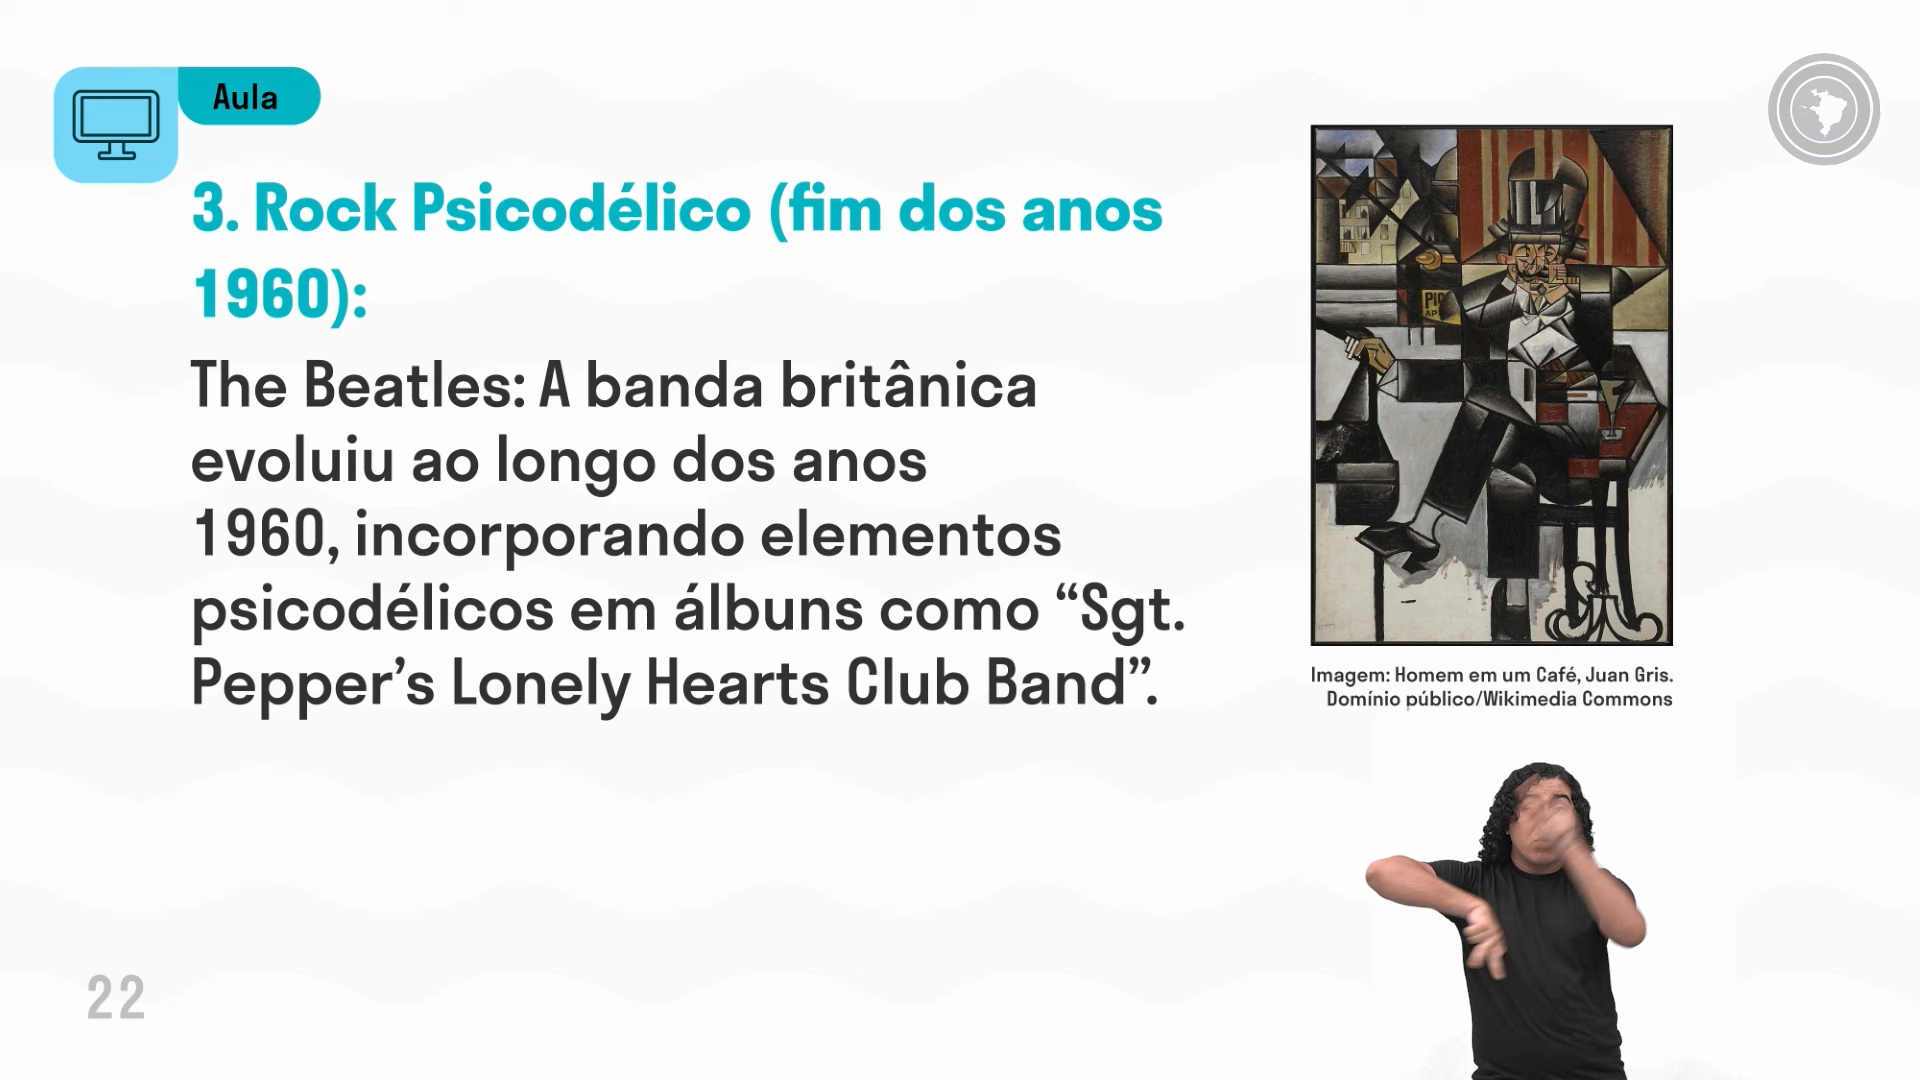 Aula
3. Rock Psicodélico (fim dos anos
1960):
The Beatles: A banda britânica
evoluiu ao longo dos anos
1960, incorporando elementos
psicodélicos em álbuns como “Sgt.
Pepper’s Lonely Hearts Club Band”.
PIC
AP
Imagem: Homem em um Café, Juan Gris.
Domínio público/Wikimedia Commons
22